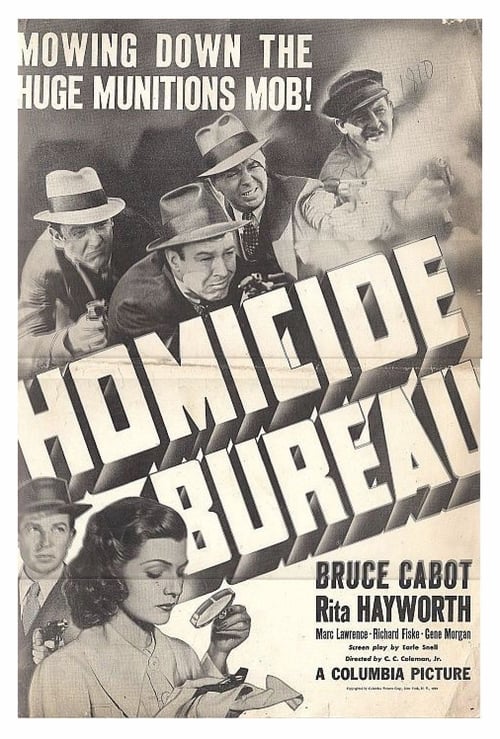 MOWING DOWN THE
HUGE MUNITIONS MOB!
1910
HOMICIDE
BUREAU
BRUCE CABOT
Rita HAYWORTH
Marc Lawrence - Richard Fiske - Gene Morgan
Screen play by Earle Snell
Directed by C. C. Coleman, Jr.
A COLUMBIA PICTURE